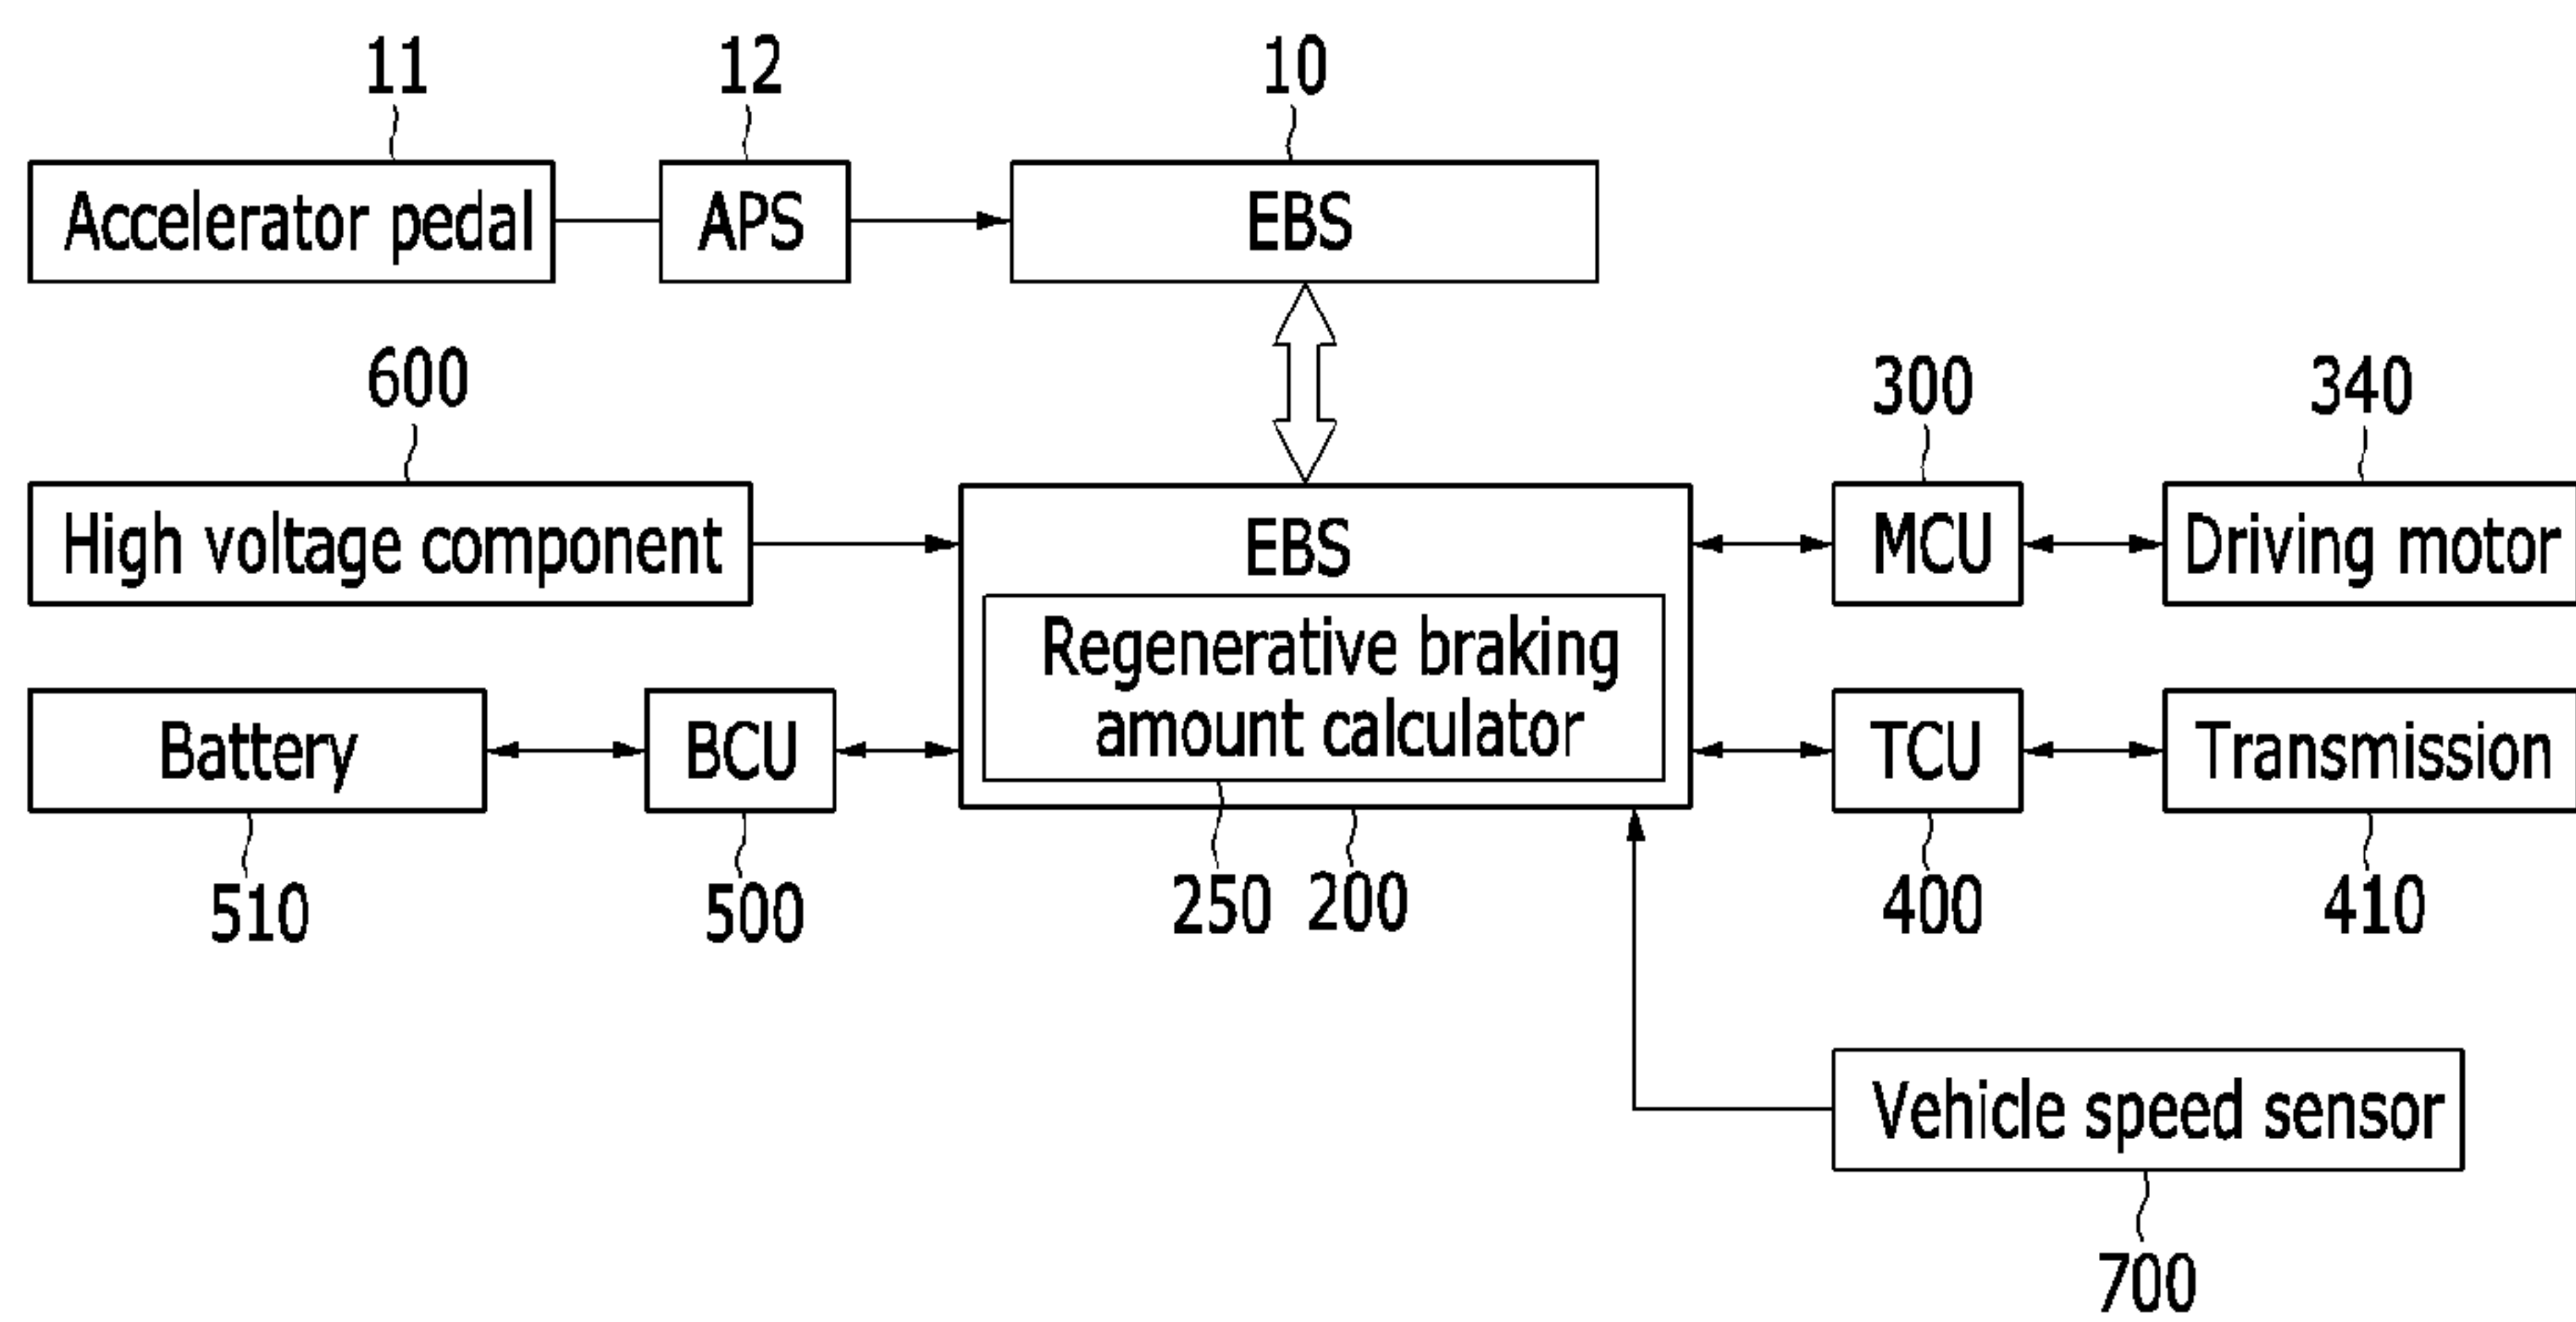 11
12
10
Accelerator pedal
APS
EBS
600
300
340
High voltage component
EBS
MCU
Driving motor
Regenerative braking
amount calculator
Battery
BCU
TCU
Transmission
510
500
250
200
400
410
Vehicle speed sensor
700